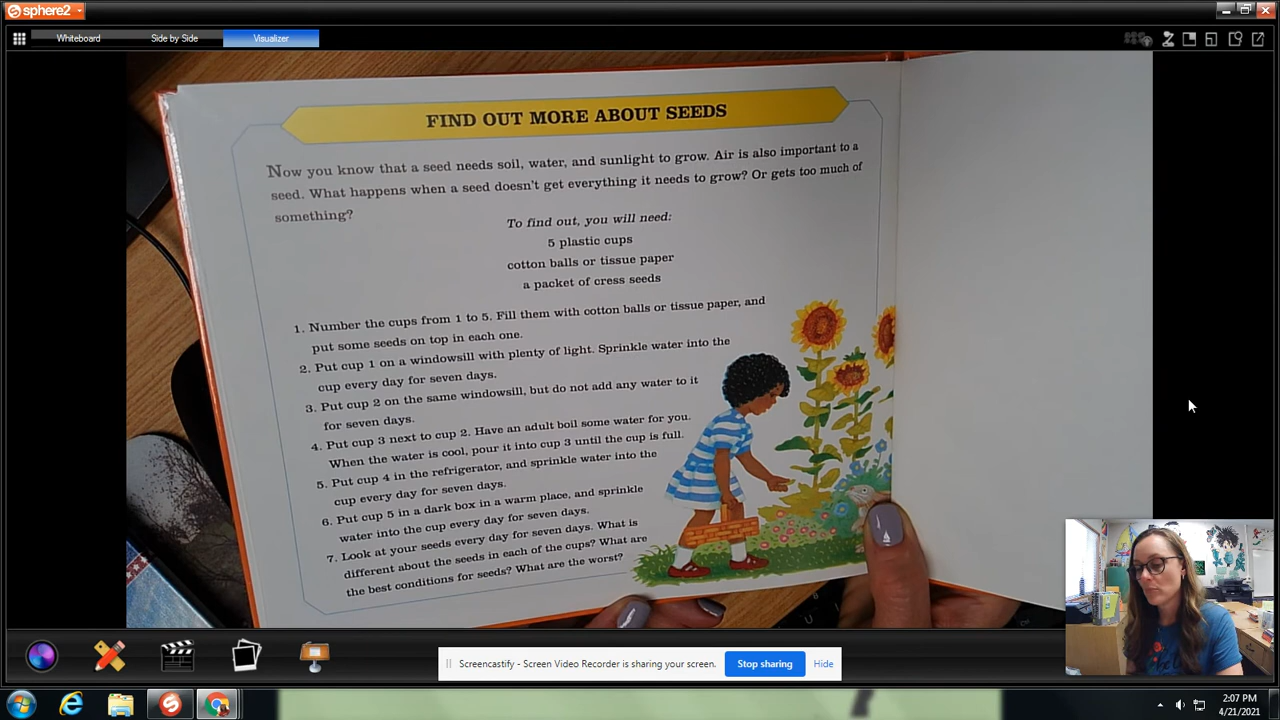 sphere2
Whiteboard
Side by Side
Visualizer
FIND OUT MORE ABOUT SEEDS
Now you know that a seed needs soil, water, and sunlight to grow. Air is also important to a
seed. What happens when a seed doesn't get everything it needs to grow? Or gets too much of
something?
To find out, you will need:
5 plastic cups
cotton balls or tissue paper
a packet of cress seeds
1. Number the cups from 1 to 5. Fill them with cotton balls or tissue paper, and
put some seeds on top in each one.
2. Put cup 1 on a windowsill with plenty of light. Sprinkle water into the
cup every day for seven days.
3. Put cup 2 on the same windowsill, but do not add any water to it
for seven days.
4. Put cup 3 next to cup 2. Have an adult boil some water for you.
When the water is cool, pour it into cup 3 until the cup is full.
5. Put cup 4 in the refrigerator, and sprinkle water into the
cup every day for seven days.
6. Put cup 5 in a dark box in a warm place, and sprinkle
water into the cup every day for seven days.
7. Look at your seeds every day for seven days. What is
different about the seeds in each of the cups? What are
the best conditions for seeds? What are the worst?
Screencastify - Screen Video Recorder is sharing your screen.
Stop sharing
Hide
2:07 PM
4/21/2021